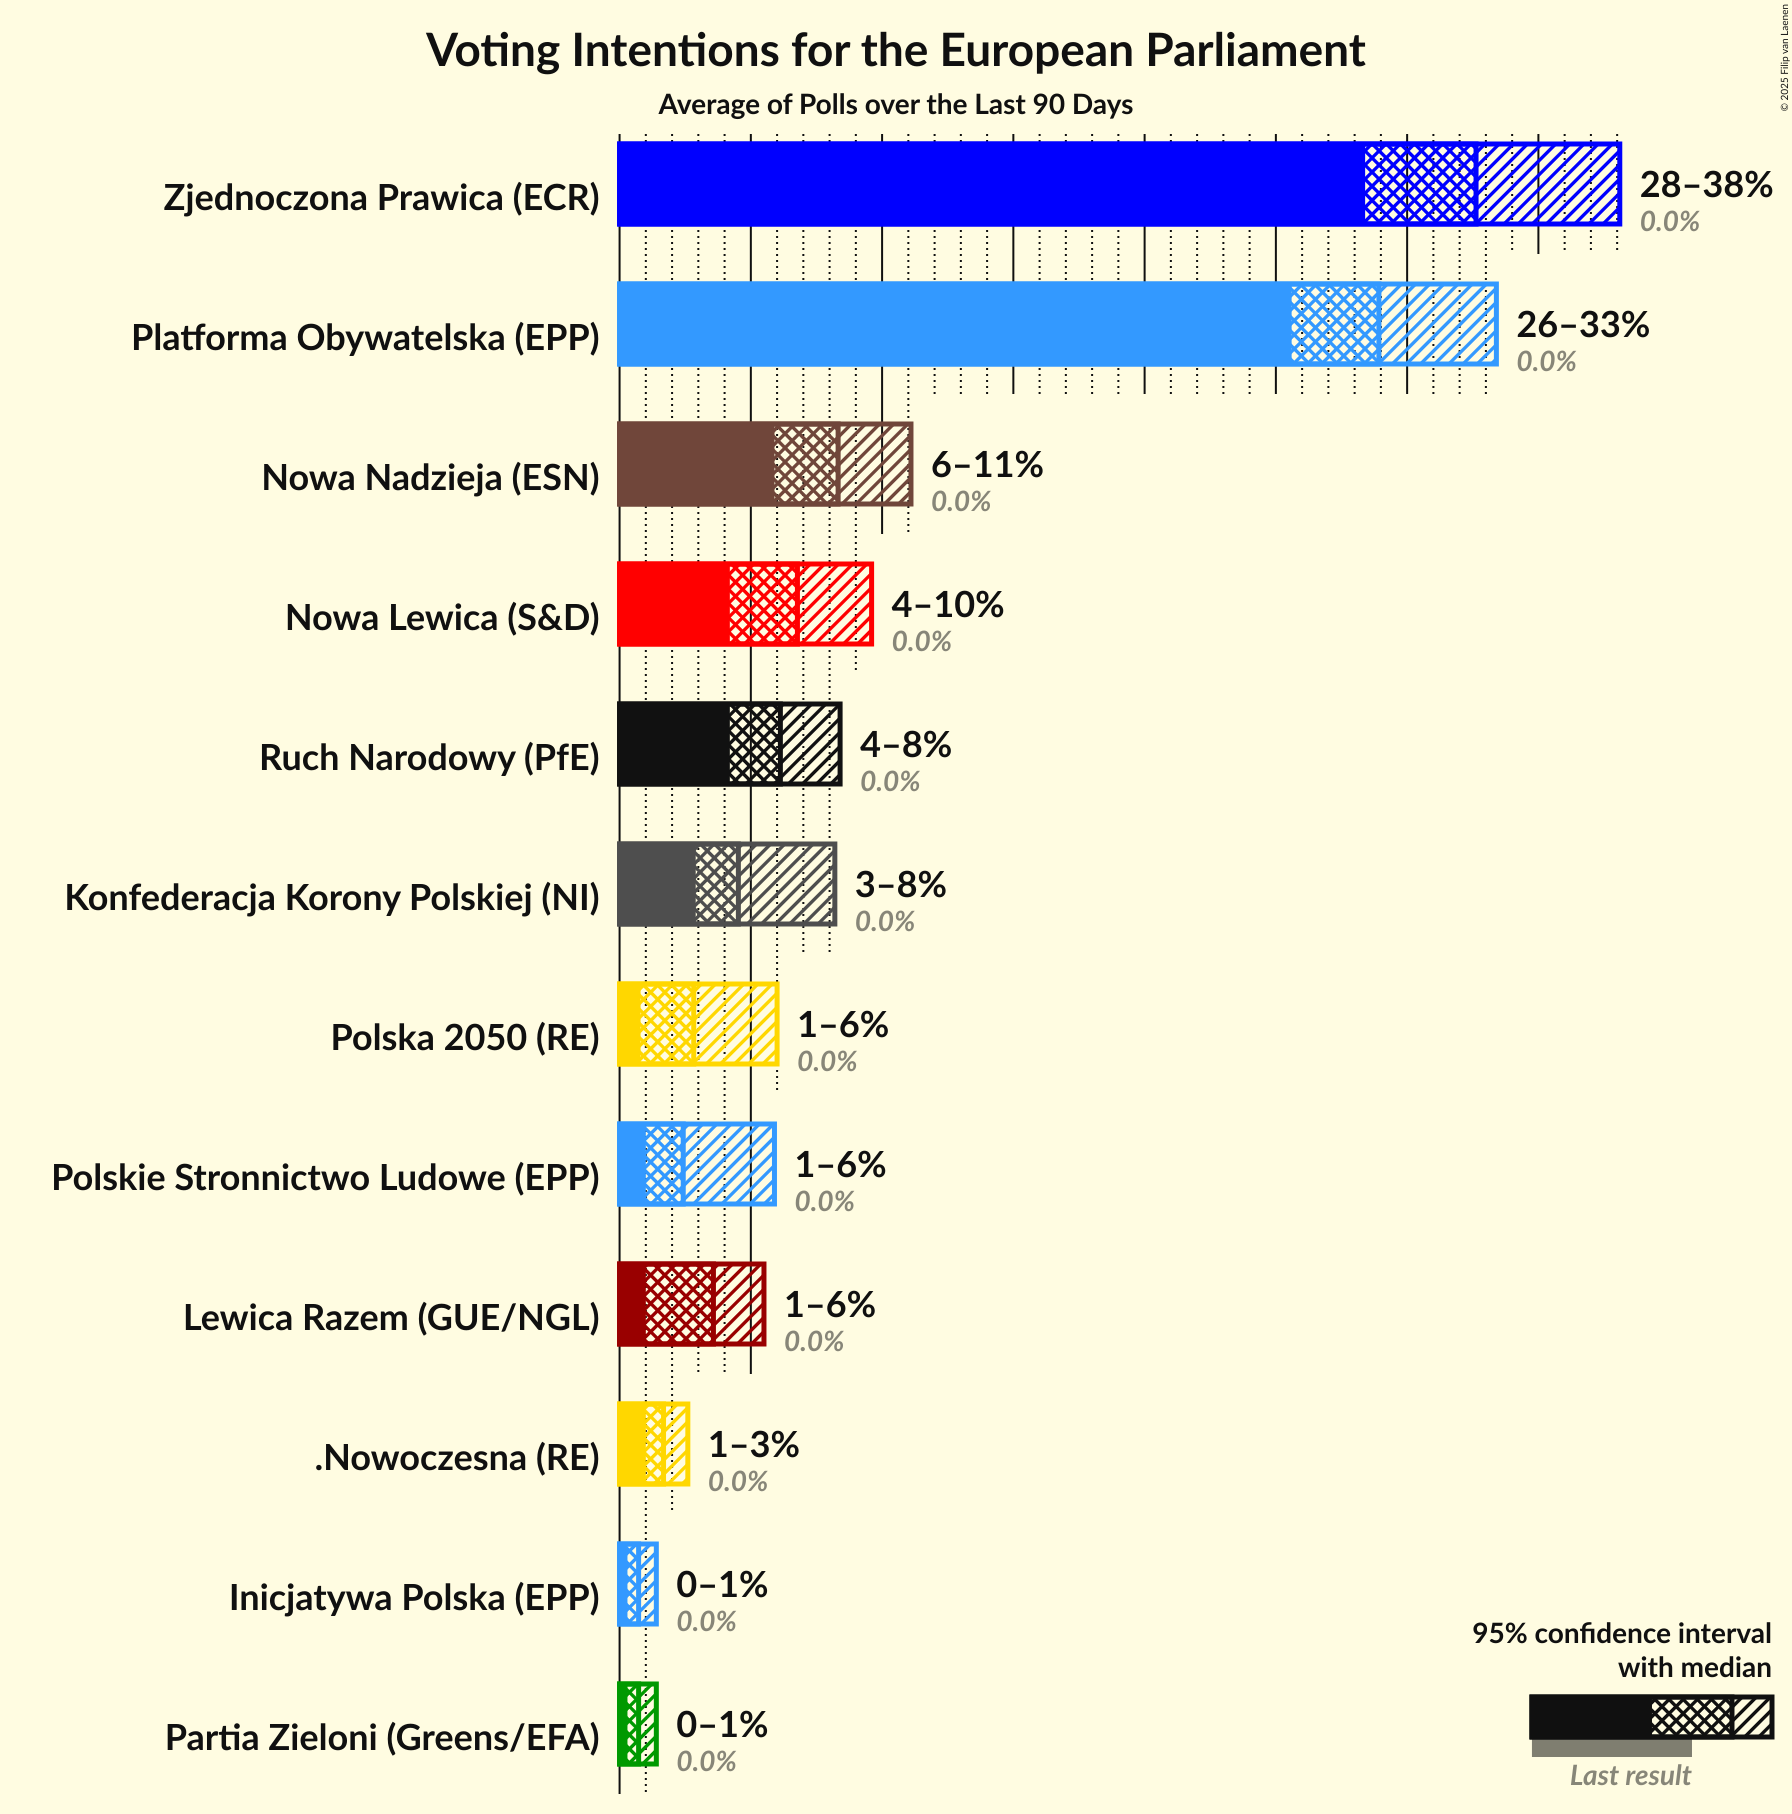 © 2025 Filip van Laenen
Voting Intentions for the European Parliament
Average of Polls over the Last 90 Days
Zjednoczona Prawica (ECR)
28–38%
0.0%
Platforma Obywatelska (EPP)
26–33%
0.0%
Nowa Nadzieja (ESN)
6–11%
0.0%
Nowa Lewica (S&D)
4–10%
0.0%
Ruch Narodowy (PfE)
4–8%
0.0%
Konfederacja Korony Polskiej (NI)
3–8%
0.0%
Polska 2050 (RE)
1–6%
0.0%
Polskie Stronnictwo Ludowe (EPP)
1–6%
0.0%
Lewica Razem (GUE/NGL)
1–6%
0.0%
.Nowoczesna (RE)
1–3%
0.0%
Inicjatywa Polska (EPP)
0–1%
0.0%
Partia Zieloni (Greens/EFA)
0–1%
0.0%
95% confidence interval
with median
Last result